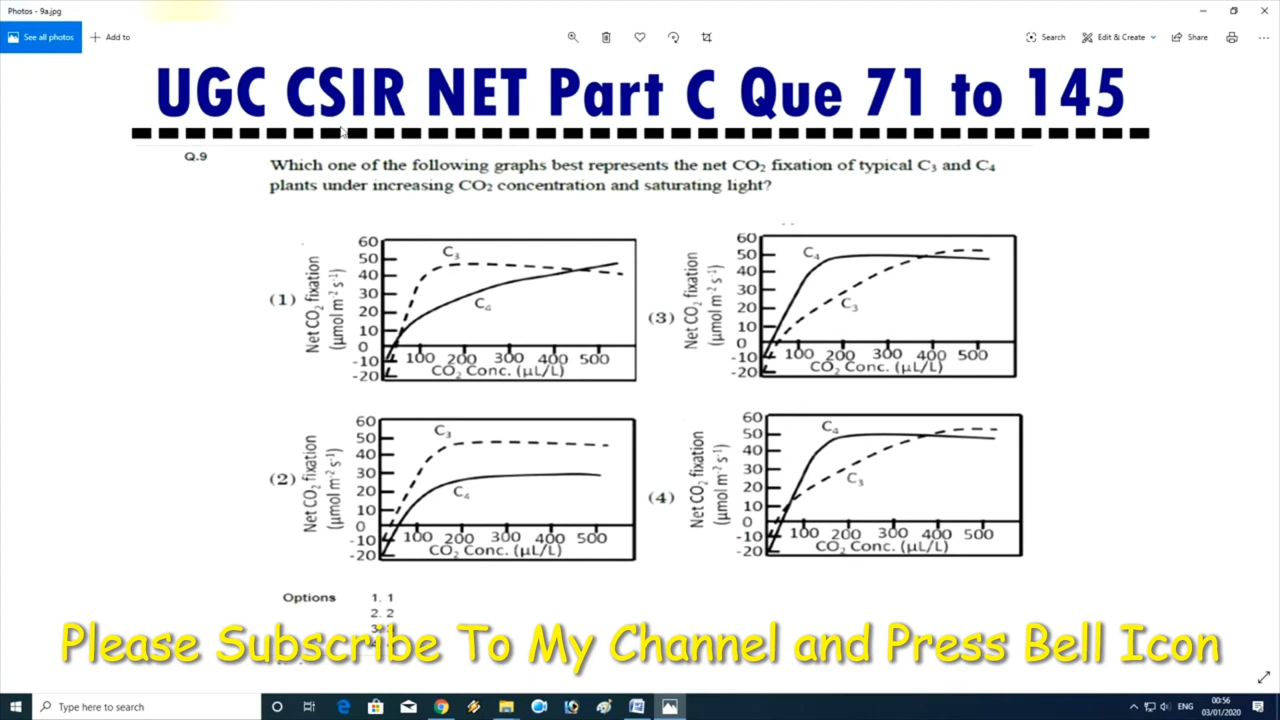 Photos - 9a.jpg
See all photos
Add to
Search
Edit & Create
Share
UGC CSIR NET Part C Que 71 to 145
Q.9
Which one of the following graphs best represents the net CO₂ fixation of typical C₃ and C₄
plants under increasing CO₂ concentration and saturating light?
(1)
Net CO₂ fixation
(µmol m⁻² s⁻¹)
60
50
40
30
20
10
0
-10
-20
C₃
C₄
100 200 300 400 500
CO₂ Conc. (µL/L)
(3)
Net CO₂ fixation
(µmol m⁻² s⁻¹)
60
50
40
30
20
10
0
-10
-20
C₄
C₃
100 200 300 400 500
CO₂ Conc. (µL/L)
(2)
Net CO₂ fixation
(µmol m⁻² s⁻¹)
60
50
40
30
20
10
0
-10
-20
C₃
C₄
100 200 300 400 500
CO₂ Conc. (µL/L)
(4)
Net CO₂ fixation
(µmol m⁻² s⁻¹)
60
50
40
30
20
10
0
-10
-20
C₄
C₃
100 200 300 400 500
CO₂ Conc. (µL/L)
Options 1. 1
2. 2
Please Subscribe To My Channel and Press Bell Icon
Type here to search
ENG
00:56
03/01/2020